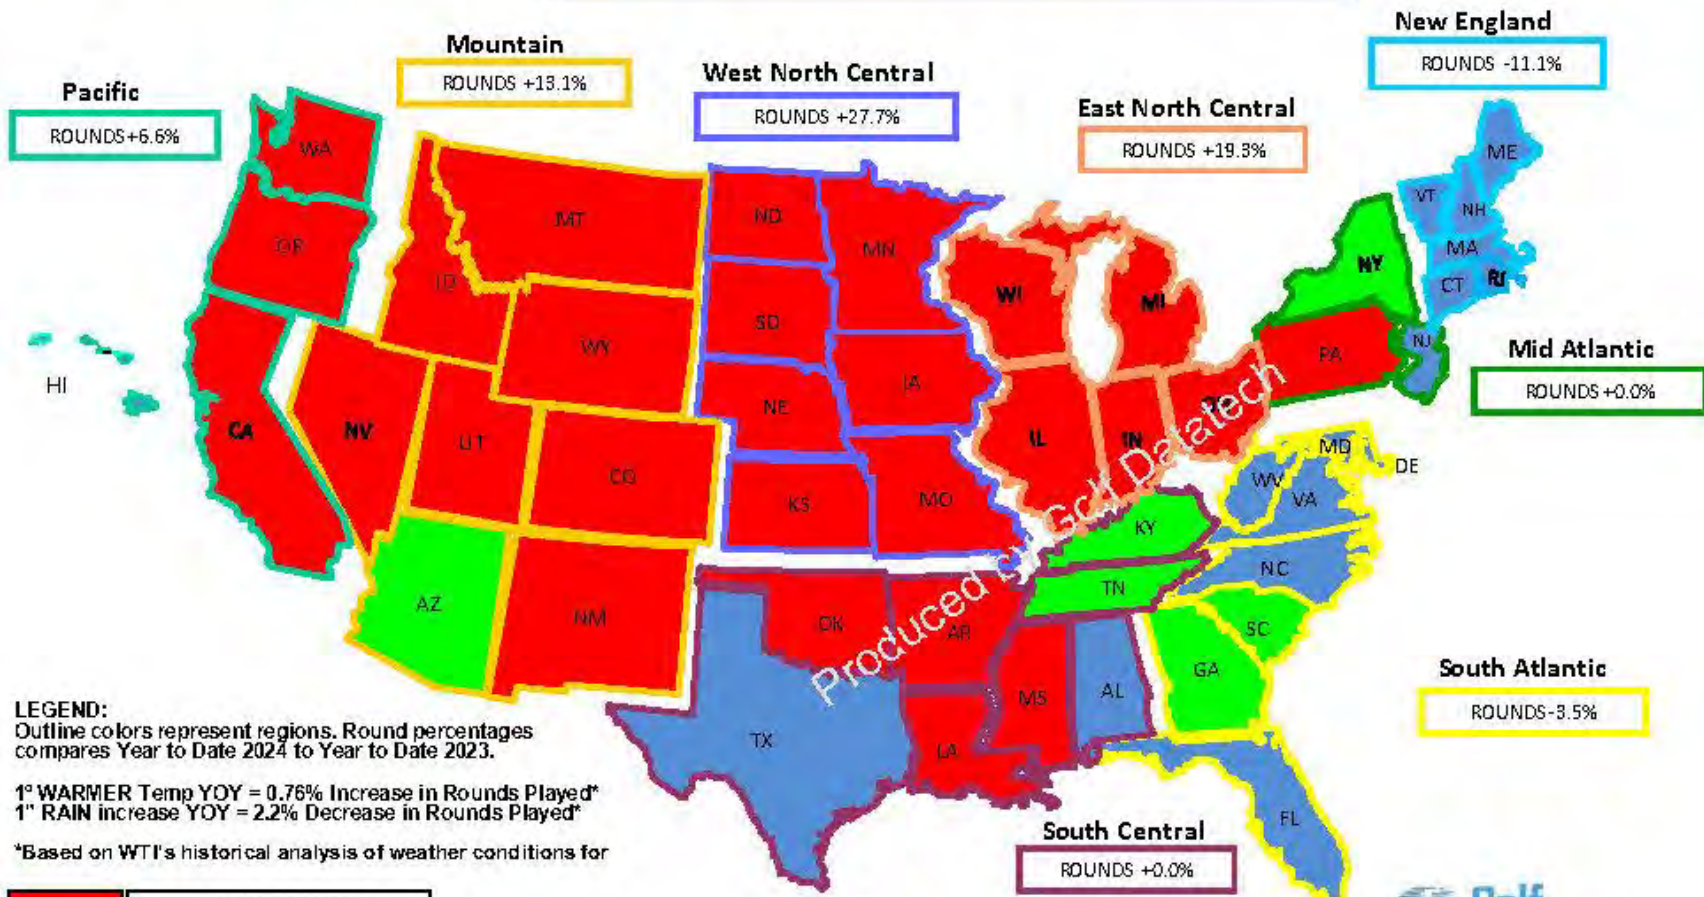 New England
ROUNDS -11.1%
Mountain
ROUNDS +13.1%
West North Central
ROUNDS +27.7%
Pacific
ROUNDS+6.6%
East North Central
ROUNDS +19.3%
WA
OR
CA
HI
MT
ID
WY
NV
UT
CO
AZ
NM
ND
MN
SD
NE
IA
KS
MO
WI
MI
IL
IN
ME
VT
NH
MA
CT
RI
NY
PA
NJ
Mid Atlantic
ROUNDS +0.0%
MD
DE
WV
VA
KY
NC
TN
SC
GA
OK
AR
MS
AL
TX
LA
FL
Produced by Golf Datatech
South Atlantic
ROUNDS-3.5%
South Central
ROUNDS +0.0%
LEGEND:
Outline colors represent regions. Round percentages
compares Year to Date 2024 to Year to Date 2023.
1° WARMER Temp YOY = 0.76% Increase in Rounds Played*
1" RAIN increase YOY = 2.2% Decrease in Rounds Played*
*Based on WTI's historical analysis of weather conditions for